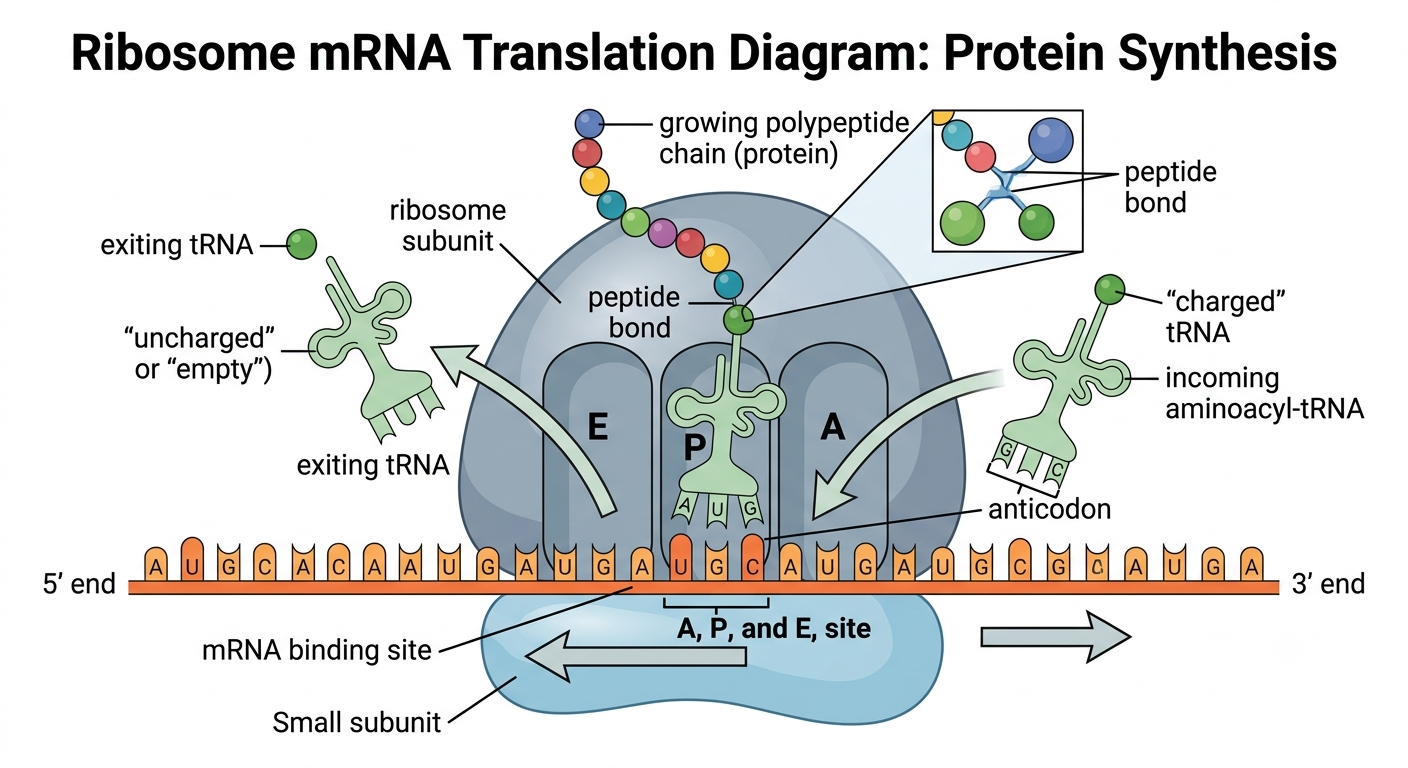 Ribosome mRNA Translation Diagram: Protein Synthesis
growing polypeptide
chain (protein)
peptide
bond
ribosome
subunit
exiting tRNA
peptide
bond
“charged”
tRNA
“uncharged”
or “empty”)
incoming
aminoacyl-tRNA
E
P
A
exiting tRNA
G C
A U G
anticodon
5’ end
A U G C A C A A U G A U G A U G C A U G A U G C G A U G A
3’ end
A, P, and E, site
mRNA binding site
Small subunit